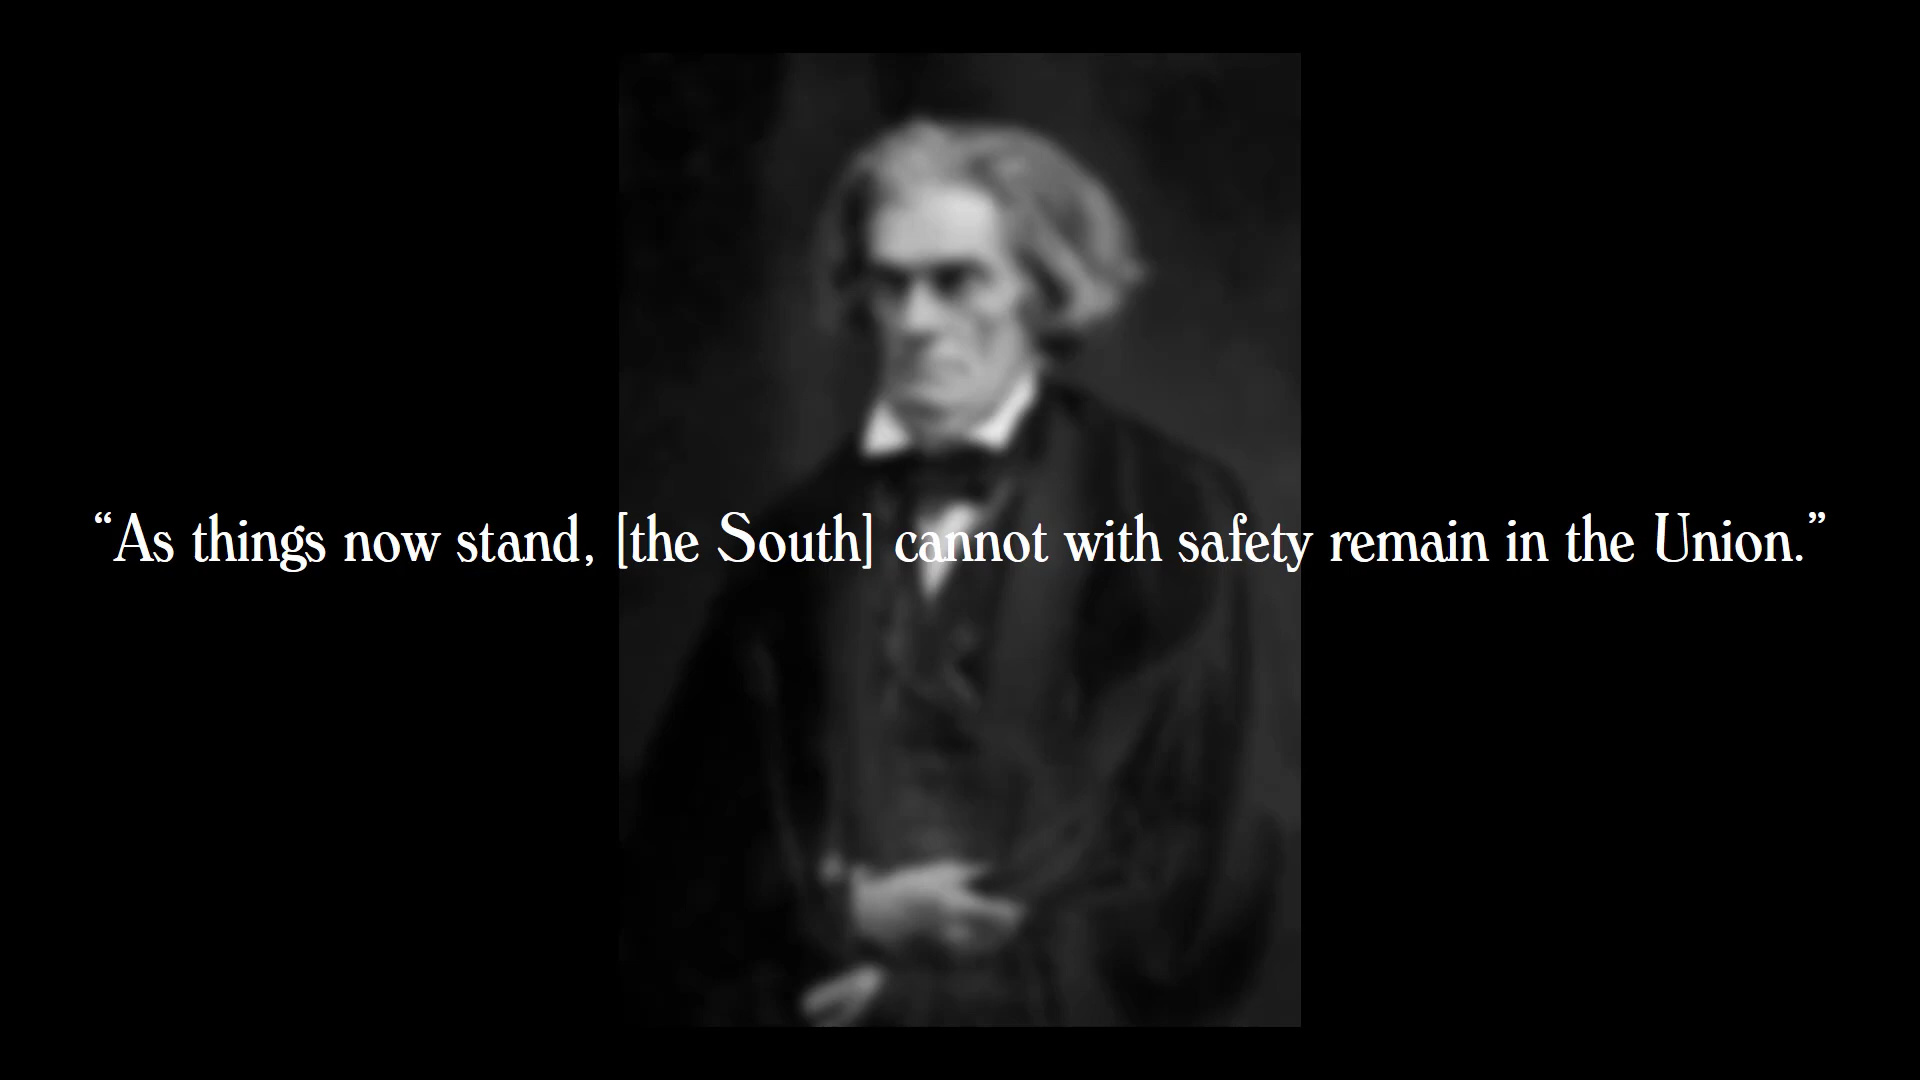 “As things now stand, [the South] cannot with safety remain in the Union.”